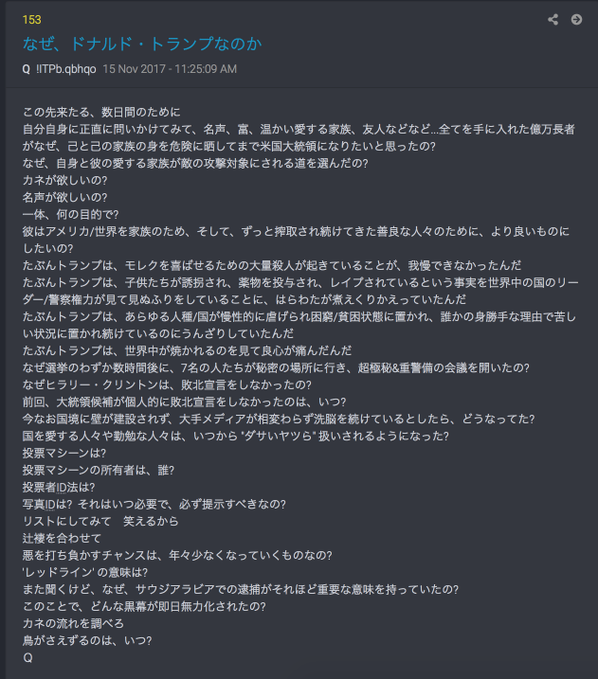 153
なぜ、ドナルド・トランプなのか
Q !ITPb.qbhqo 15 Nov 2017 - 11:25:09 AM
この先来たる、数日間のために
自分自身に正直に問いかけてみて、名声、富、温かい愛する家族、友人などなど...全てを手に入れた億万長者
がなぜ、己と己の家族の身を危険に晒してまで米国大統領になりたいと思ったの?
なぜ、自身と彼の愛する家族が敵の攻撃対象にされる道を選んだの?
カネが欲しいの?
名声が欲しいの?
一体、何の目的で?
彼はアメリカ/世界を家族のため、そして、ずっと搾取され続けてきた善良な人々のために、より良いものに
したいの?
たぶんトランプは、モレクを喜ばせるための大量殺人が起きていることが、我慢できなかったんだ
たぶんトランプは、子供たちが誘拐され、薬物を投与され、レイプされているという事実を世界中の国のリー
ダー/警察権力が見て見ぬふりをしていることに、はらわたが煮えくりかえっていたんだ
たぶんトランプは、あらゆる人種/国が慢性的に虐げられ困窮/貧困状態に置かれ、誰かの身勝手な理由で苦し
い状況に置かれ続けているのにうんざりしていたんだ
たぶんトランプは、世界中が焼かれるのを見て良心が痛んだんだ
なぜ選挙のわずか数時間後に、7名の人たちが秘密の場所に行き、超極秘&重警備の会議を開いたの?
なぜヒラリー・クリントンは、敗北宣言をしなかったの?
前回、大統領候補が個人的に敗北宣言をしなかったのは、いつ?
今なお国境に壁が建設されず、大手メディアが相変わらず洗脳を続けているとしたら、どうなってた?
国を愛する人々や勤勉な人々は、いつから "ダサいヤツら" 扱いされるようになった?
投票マシーンは?
投票マシーンの所有者は、誰?
投票者ID法は?
写真IDは? それはいつ必要で、必ず提示すべきなの?
リストにしてみて 笑えるから
辻褄を合わせて
悪を打ち負かすチャンスは、年々少なくなっていくものなの?
'レッドライン' の意味は?
また聞くけど、なぜ、サウジアラビアでの逮捕がそれほど重要な意味を持っていたの?
このことで、どんな黒幕が即日無力化されたの?
カネの流れを調べろ
鳥がさえずるのは、いつ?
Q